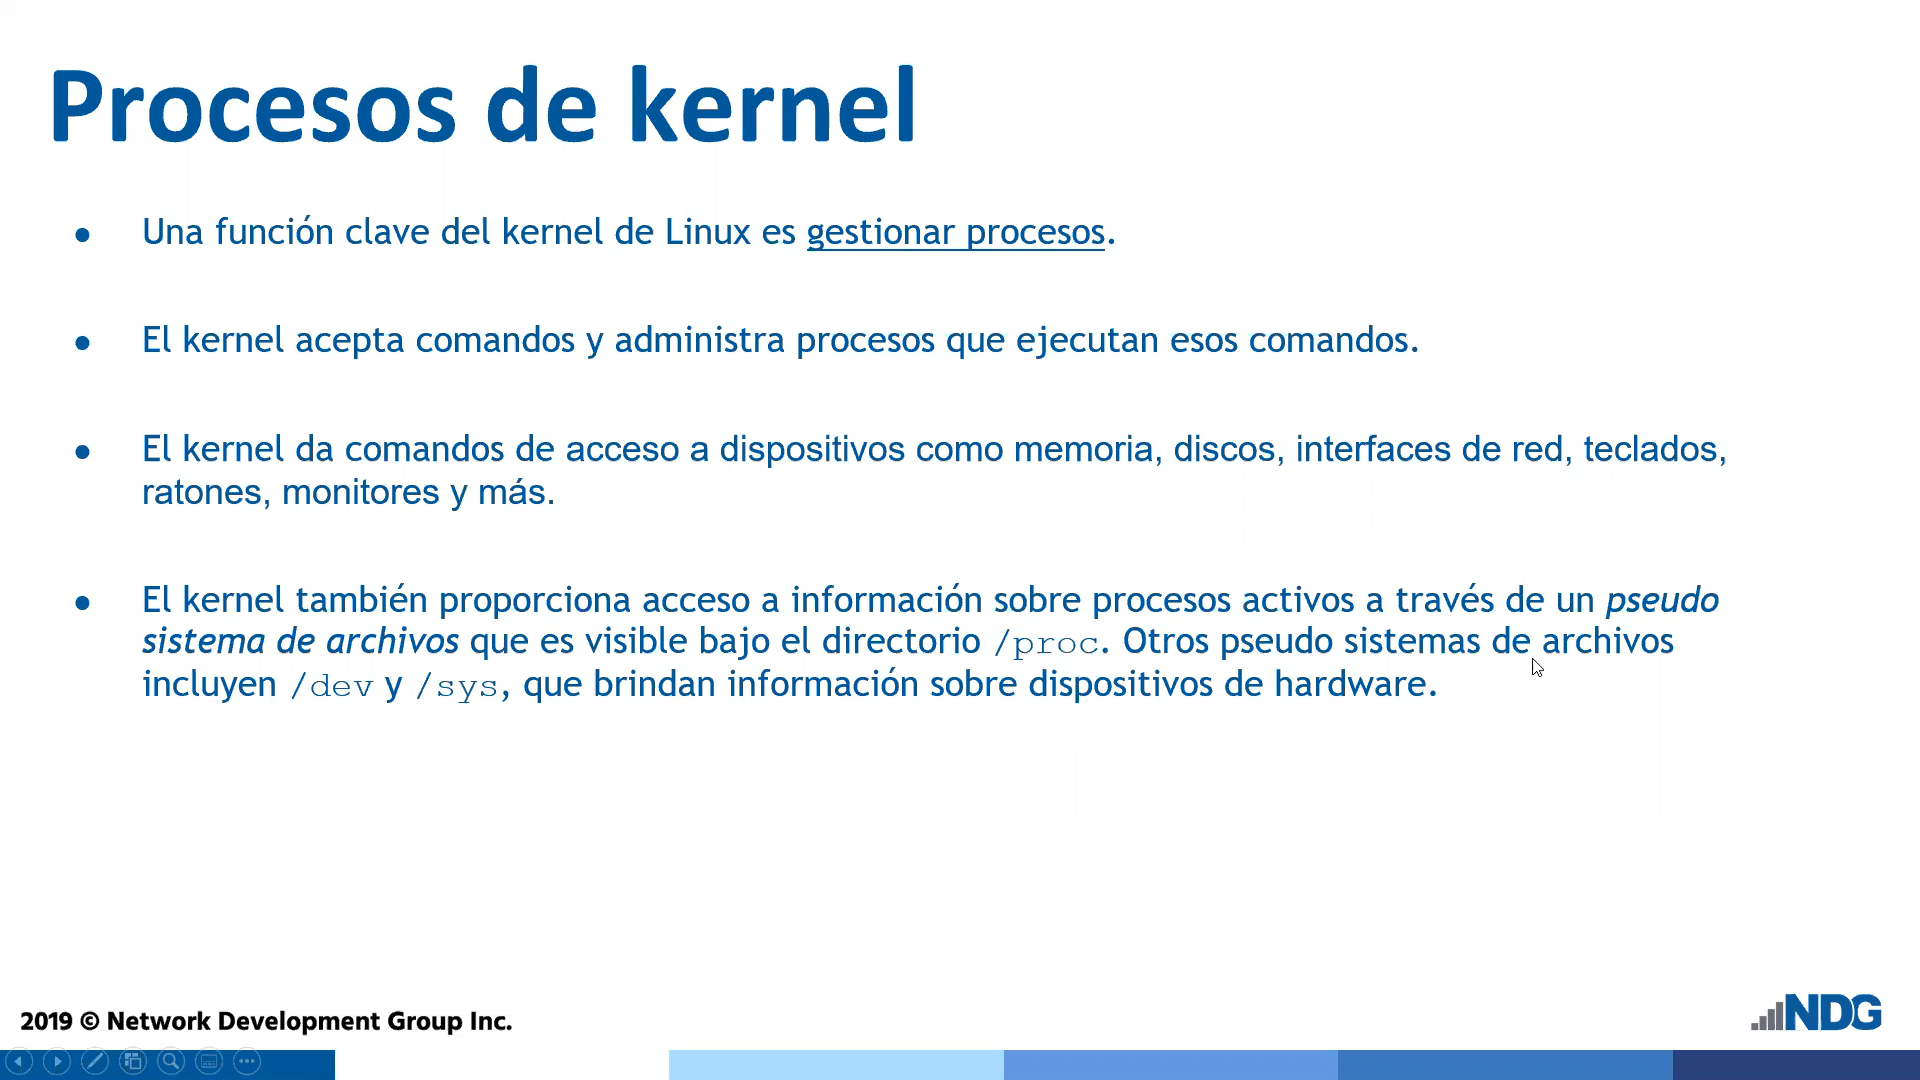 Procesos de kernel
● Una función clave del kernel de Linux es gestionar procesos.
● El kernel acepta comandos y administra procesos que ejecutan esos comandos.
● El kernel da comandos de acceso a dispositivos como memoria, discos, interfaces de red, teclados,
ratones, monitores y más.
● El kernel también proporciona acceso a información sobre procesos activos a través de un pseudo
sistema de archivos que es visible bajo el directorio /proc. Otros pseudo sistemas de archivos
incluyen /dev y /sys, que brindan información sobre dispositivos de hardware.
2019 © Network Development Group Inc.
NDG